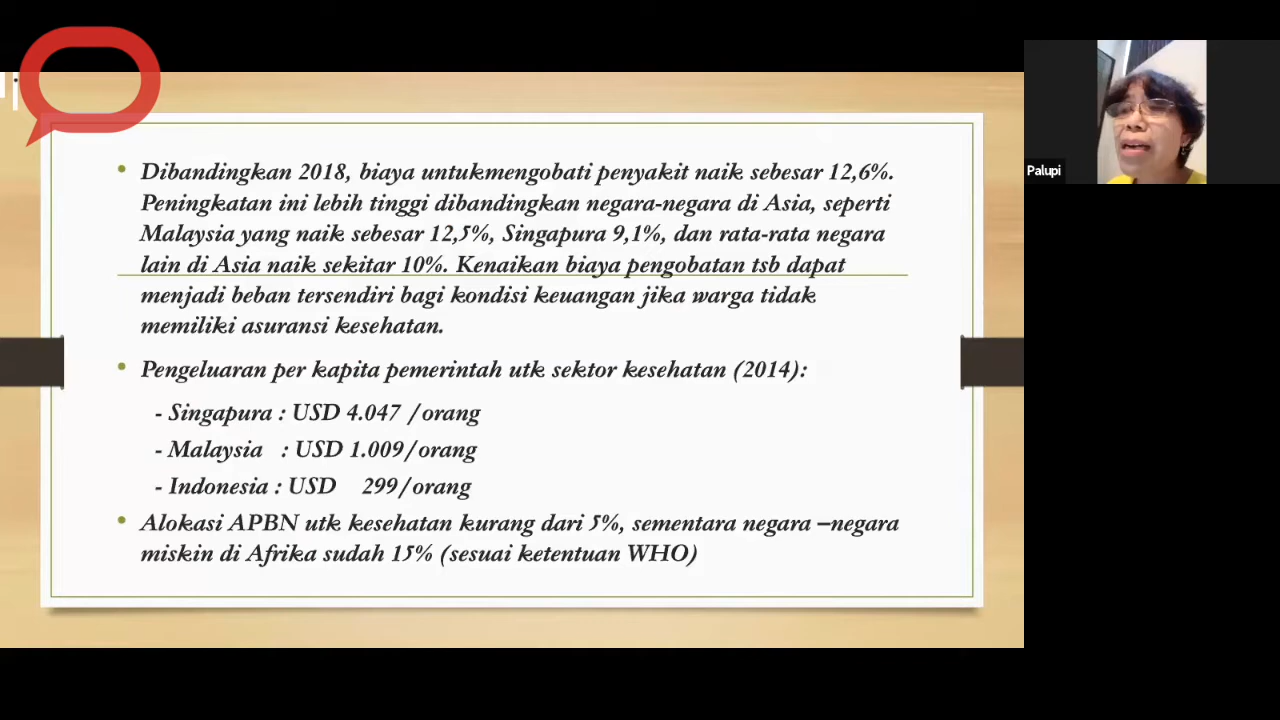 • Dibandingkan 2018, biaya untukmengobati penyakit naik sebesar 12,6%.
Peningkatan ini lebih tinggi dibandingkan negara-negara di Asia, seperti
Malaysia yang naik sebesar 12,5%, Singapura 9,1%, dan rata-rata negara
lain di Asia naik sekitar 10%. Kenaikan biaya pengobatan tsb dapat
menjadi beban tersendiri bagi kondisi keuangan jika warga tidak
memiliki asuransi kesehatan.
• Pengeluaran per kapita pemerintah utk sektor kesehatan (2014):
- Singapura : USD 4.047 /orang
- Malaysia : USD 1.009/orang
- Indonesia : USD 299/orang
• Alokasi APBN utk kesehatan kurang dari 5%, sementara negara –negara
miskin di Afrika sudah 15% (sesuai ketentuan WHO)
Palupi